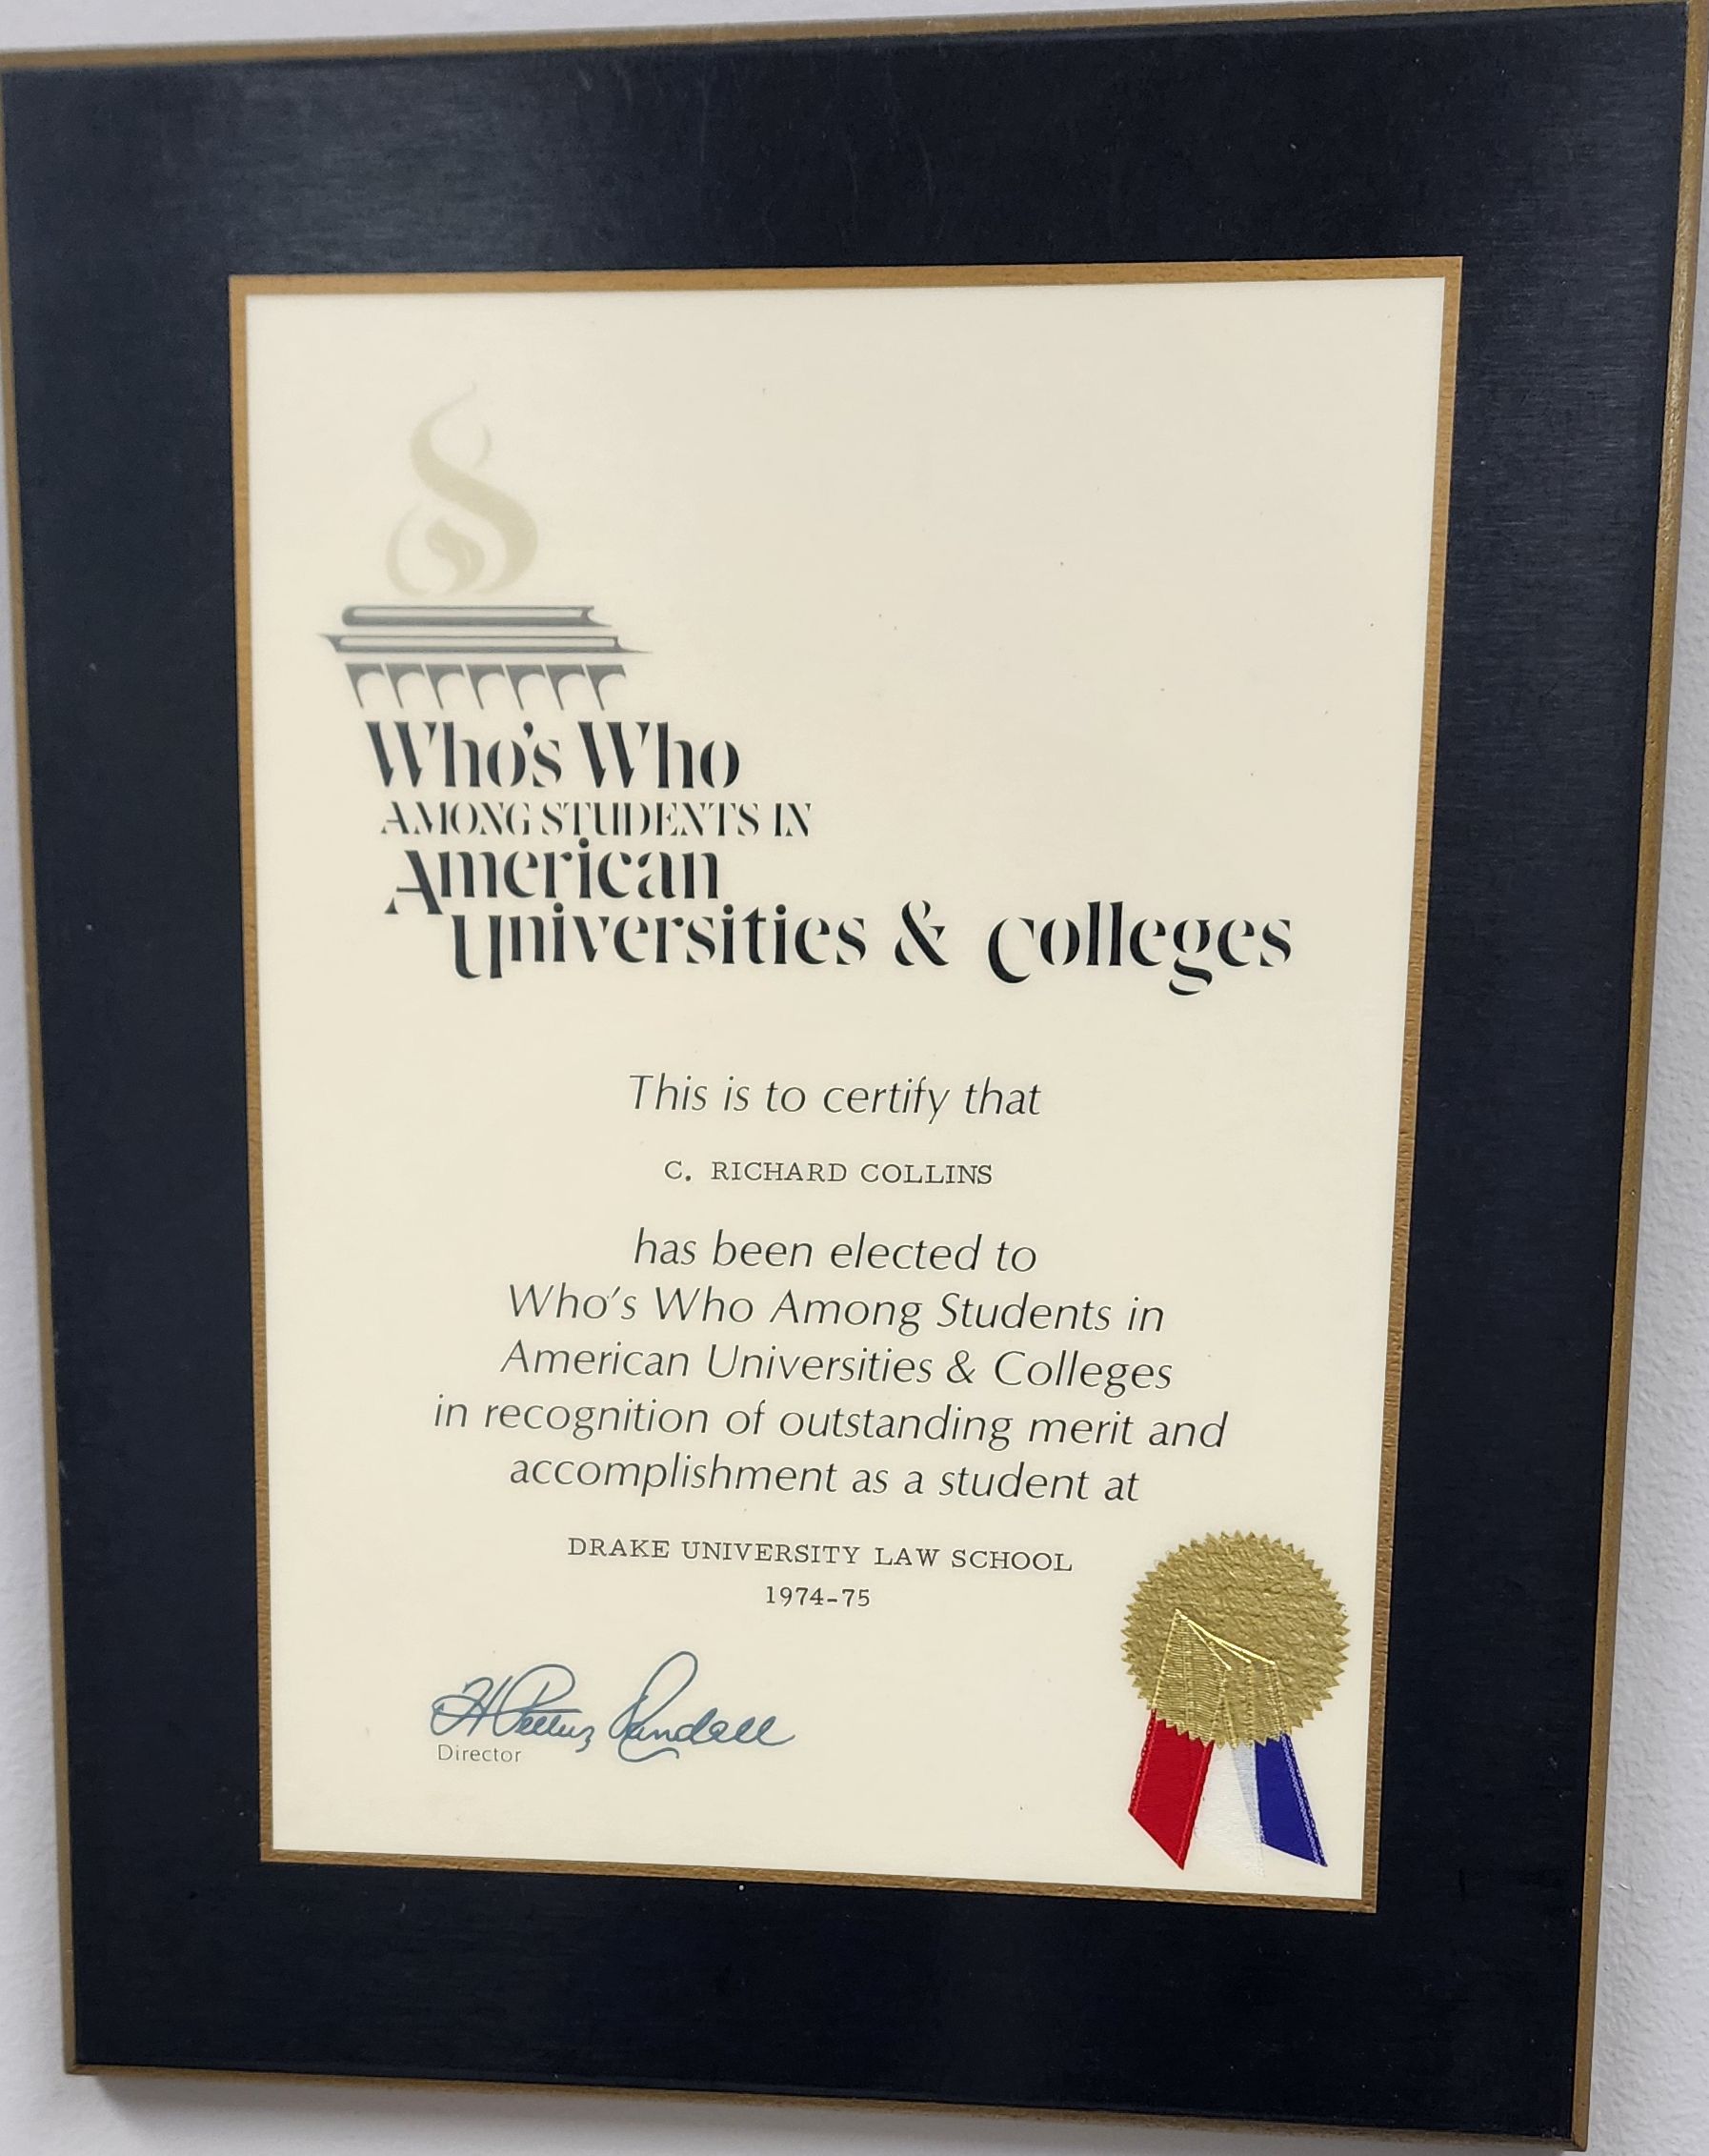 Who's Who
AMONG STUDENTS IN
American
Universities & Colleges
This is to certify that
C. RICHARD COLLINS
has been elected to
Who's Who Among Students in
American Universities & Colleges
in recognition of outstanding merit and
accomplishment as a student at
DRAKE UNIVERSITY LAW SCHOOL
1974-75
H Pettus Randall
Director